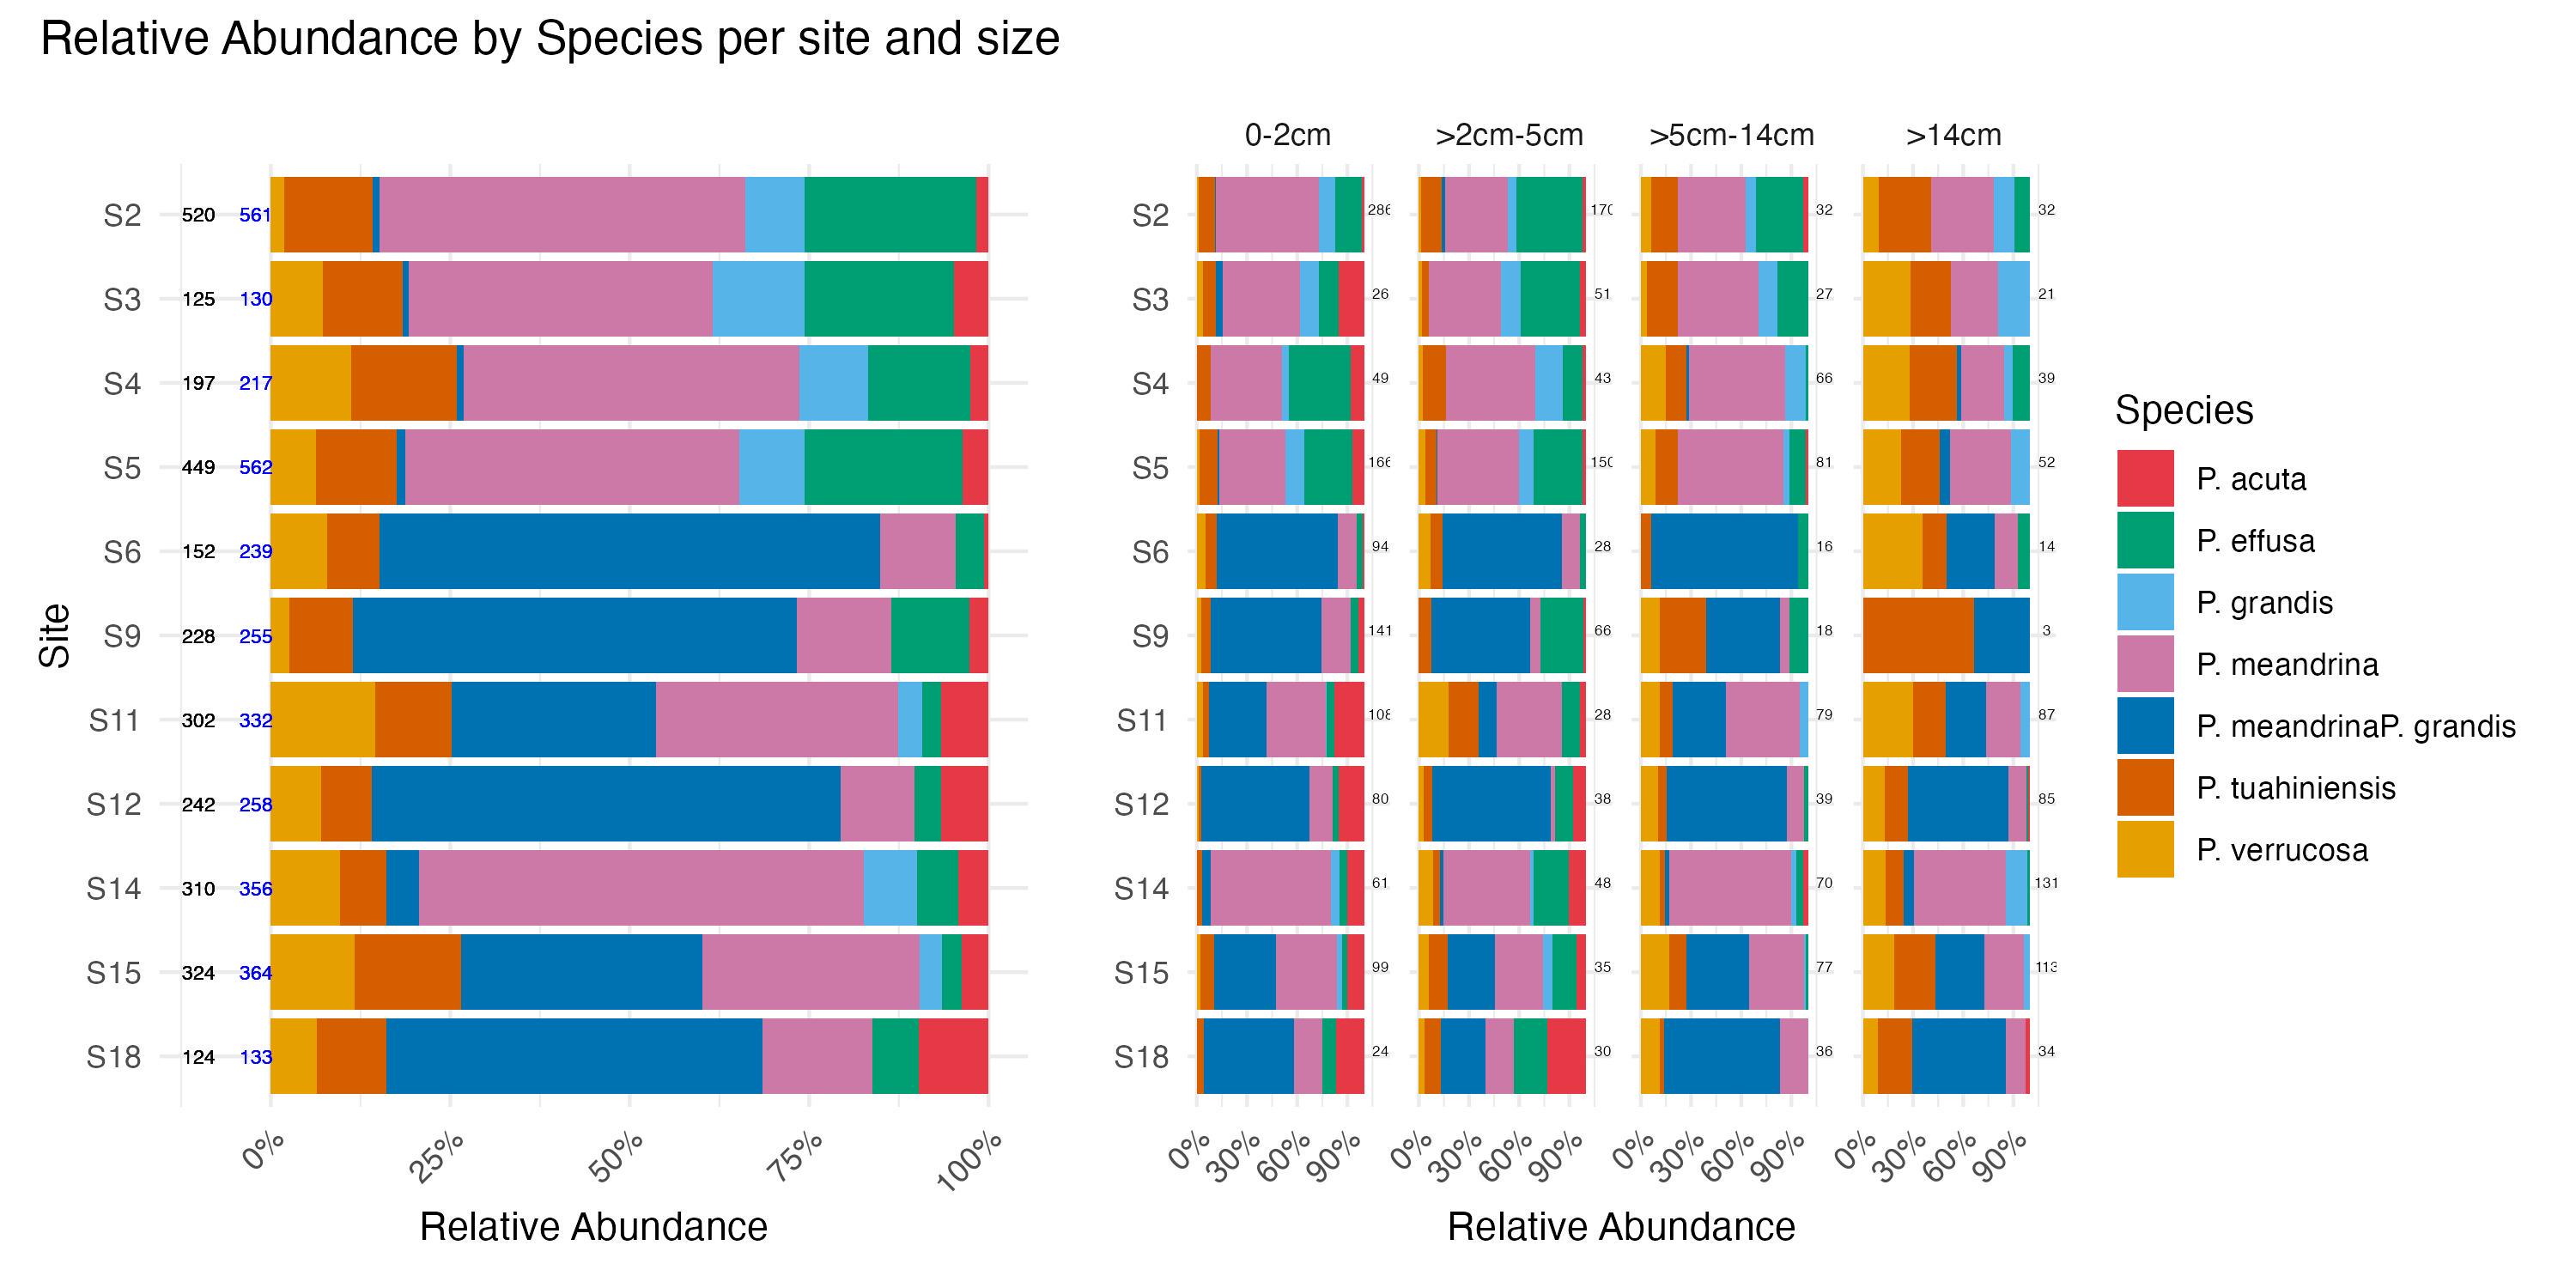 Relative Abundance by Species per site and size
0-2cm >2cm-5cm >5cm-14cm >14cm
S2 520 561 S2 32 32
S3 125 130 S3 26 51 27 21
S4 197 217 S4 49 43 66 39
S5 449 562 S5 81 52
S6 152 239 S6 94 28 16 14
S9 228 255 S9 141 66 18 3
S11 302 332 S11 28 79 87
S12 242 258 S12 80 38 39 85
S14 310 356 S14 61 48 70 131
S15 324 364 S15 99 35 77
S18 124 133 S18 24 30 36 34
Site
0% 25% 50% 75% 100%
0% 30% 60% 90% 0% 30% 60% 90% 0% 30% 60% 90% 0% 30% 60% 90%
Relative Abundance
Relative Abundance
Species
P. acuta
P. effusa
P. grandis
P. meandrina
P. meandrinaP. grandis
P. tuahiniensis
P. verrucosa